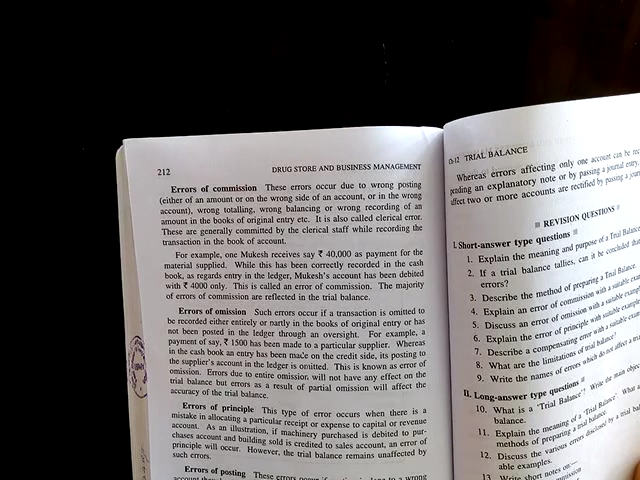 212
DRUG STORE AND BUSINESS MANAGEMENT
Errors of commission These errors occur due to wrong posting
(either of an amount or on the wrong side of an account, or in the wrong
account), wrong totalling, wrong balancing or wrong recording of an
amount in the books of original entry etc. It is also called clerical error.
These are generally committed by the clerical staff while recording the
transaction in the book of account.
For example, one Mukesh receives say ₹ 40,000 as payment for the
material supplied. While this has been correctly recorded in the cash
book, as regards entry in the ledger, Mukesh's account has been debited
with ₹ 4000 only. This is called an error of commission. The majority
of errors of commission are reflected in the trial balance.
Errors of omission Such errors occur if a transaction is omitted to
be recorded either entirely or nartly in the books of original entry or has
not been posted in the ledger through an oversight. For example, a
payment of say, ₹ 1500 has been made to a particular supplier. Whereas
in the cash book an entry has been made on the credit side, its posting to
the supplier's account in the ledger is omitted. This is known as error of
omission. Errors due to entire omission will not have any effect on the
trial balance but errors as a result of partial omission will affect the
accuracy of the trial balance.
Errors of principle This type of error occurs when there is a
mistake in allocating a particular receipt or expense to capital or revenue
account. As an illustration, if machinery purchased is debited to pur-
chases account and building sold is credited to sales account, an error of
principle will occur. However, the trial balance remains unaffected by
such errors.
Errors of posting These errors occur if
Ch-12 TRIAL BALANCE
Whereas errors affecting only one account can be rec
pending an explanatory note or by passing a journal entry.
affect two or more accounts are rectified by passing a jour
REVISION QUESTIONS
I. Short-answer type questions
1. Explain the meaning and purpose of a Trial Balance
2. If a trial balance tallies, can it be concluded tha
errors?
3. Describe the method of preparing a Trial Balance.
4. Explain an error of commission with a suitable exa
5. Discuss an error of omission with a suitable examp
6. Explain the error of principle with suitable exam
7. Describe a compensating error with a suitable exam
8. What are the limitations of trial balance?
9. Write the names of errors which do not affect a tria
II. Long-answer type questions
10. What is a 'Trial Balance'? Write the main objec
balance.
11. Explain the meaning of a 'Trial Balance'. What a
methods of preparing a trial balance.
12. Discuss the various errors disclosed by a trial bal
able examples.
13. Write short notes on:—